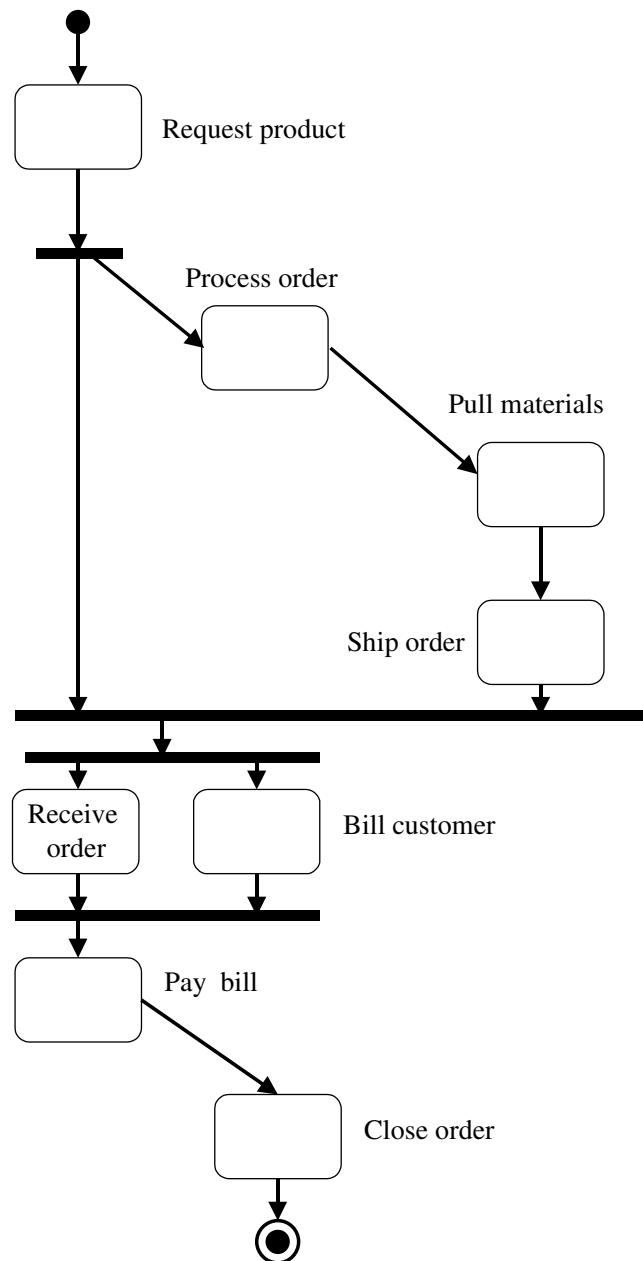 Request product
Process order
Pull materials
Ship order
Receive
order
Bill customer
Pay bill
Close order